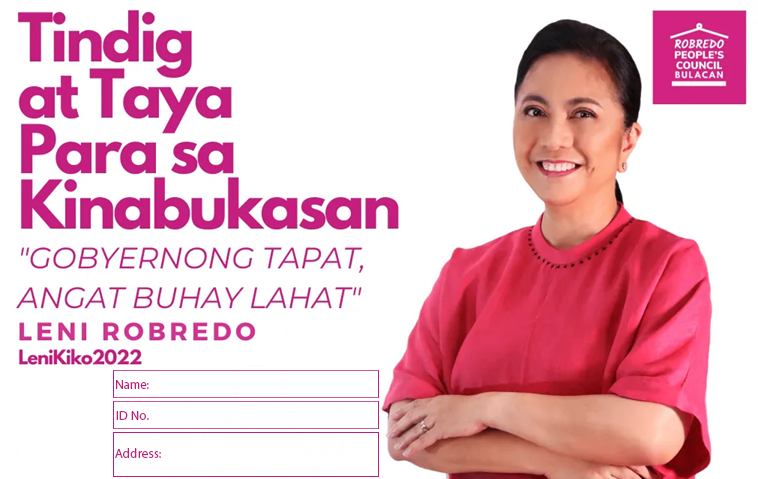 Tindig
at Taya
Para sa
Kinabukasan
"GOBYERNONG TAPAT,
ANGAT BUHAY LAHAT"
LENI ROBREDO
LeniKiko2022
Name:
ID No.
Address:
ROBREDO
PEOPLE'S
COUNCIL
BULACAN